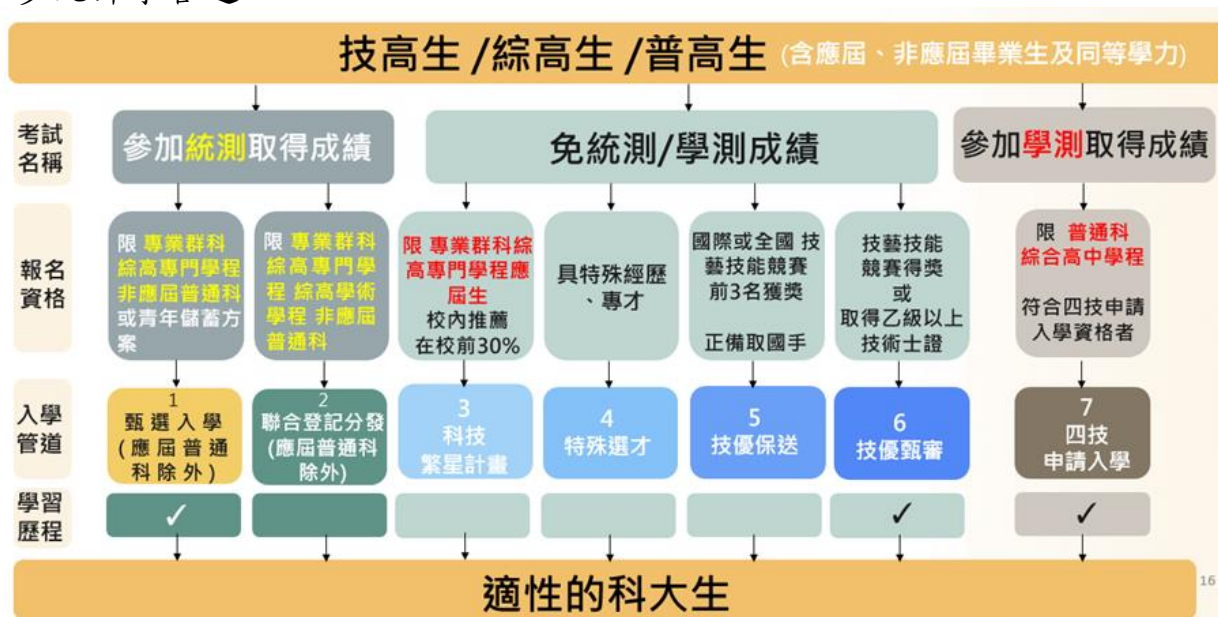 技高生 /綜高生 /普高生 (含應屆、非應屆畢業生及同等學力)
考試
名稱
參加統測取得成績
免統測/學測成績
參加學測取得成績
報名
資格
限 專業群科
綜高專門學程
非應屆普通科
或青年儲蓄方
案
限 專業群科
綜高專門學
程 綜高學術
學程 非應屆
普通科
限 專業群科綜
高專門學程應
屆生
校內推薦
在校前30%
具特殊經歷
、專才
國際或全國 技
藝技能競賽
前3名獲獎
正備取國手
技藝技能
競賽得獎
或
取得乙級以上
技術士證
限 普通科
綜合高中學程
符合四技申請
入學資格者
入學
管道
1
甄選入學
(應屆普通
科除外)
2
聯合登記分發
(應屆普通科
除外)
3
科技
繁星計畫
4
特殊選才
5
技優保送
6
技優甄審
7
四技
申請入學
學習
歷程
✓
✓
✓
適性的科大生
16